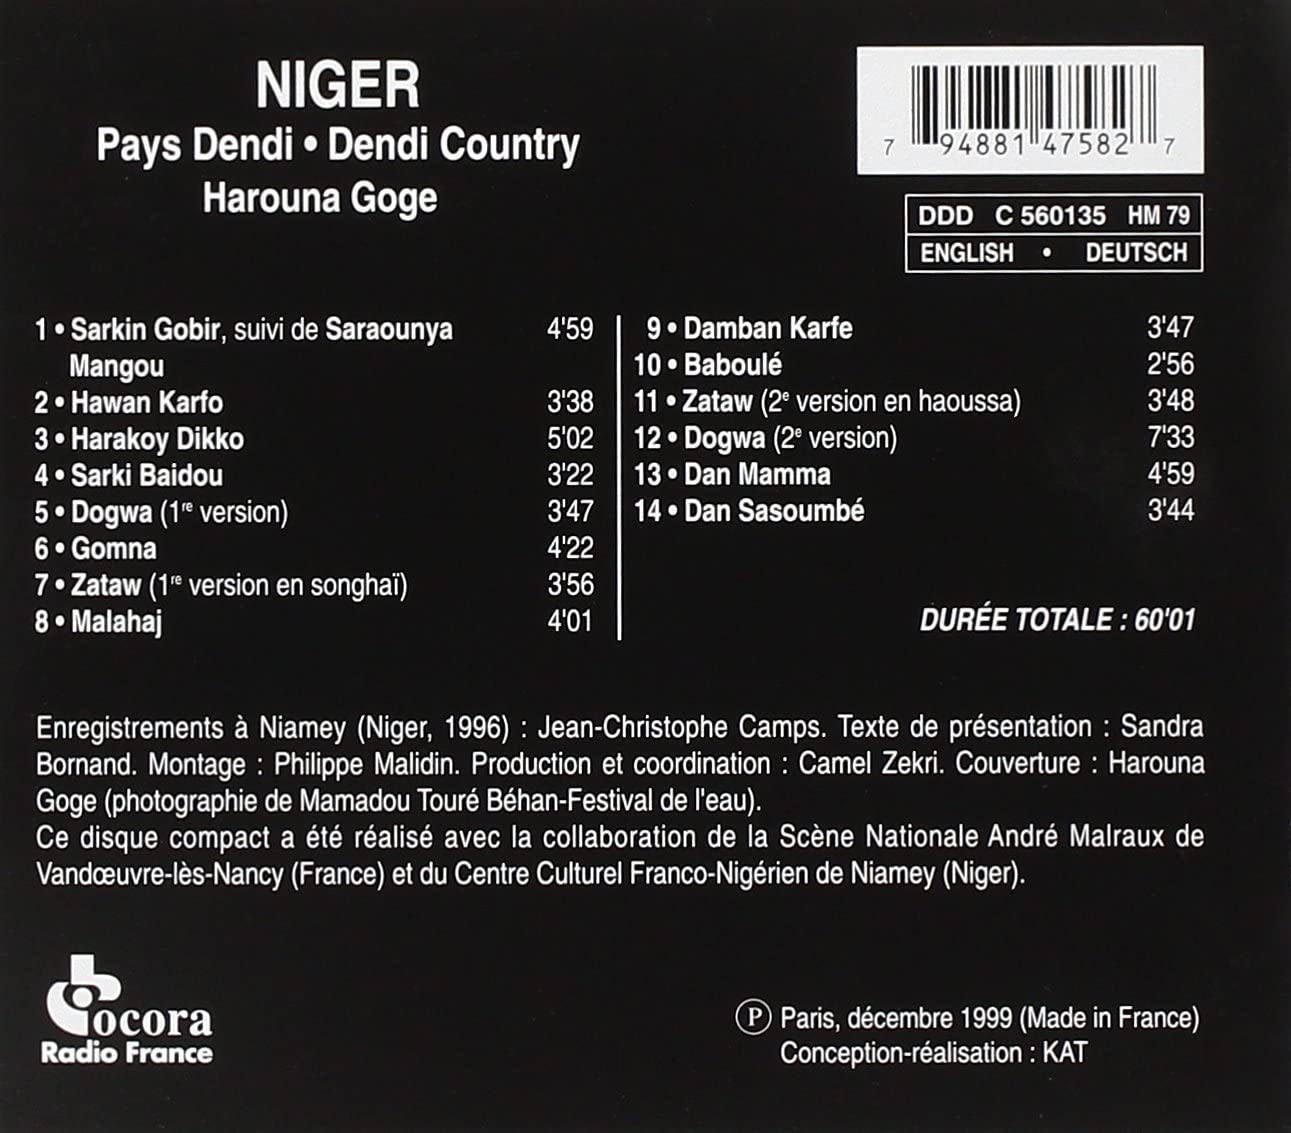 NIGER
Pays Dendi • Dendi Country
Harouna Goge
7 94881 47582 7
DDD C 560135 HM 79
ENGLISH • DEUTSCH
1 • Sarkin Gobir, suivi de Saraounya 4'59
Mangou
2 • Hawan Karfo 3'38
3 • Harakoy Dikko 5'02
4 • Sarki Baidou 3'22
5 • Dogwa (1re version) 3'47
6 • Gomna 4'22
7 • Zataw (1re version en songhaï) 3'56
8 • Malahaj 4'01
9 • Damban Karfe 3'47
10 • Baboulé 2'56
11 • Zataw (2e version en haoussa) 3'48
12 • Dogwa (2e version) 7'33
13 • Dan Mamma 4'59
14 • Dan Sasoumbé 3'44
DURÉE TOTALE : 60'01
Enregistrements à Niamey (Niger, 1996) : Jean-Christophe Camps. Texte de présentation : Sandra
Bornand. Montage : Philippe Malidin. Production et coordination : Camel Zekri. Couverture : Harouna
Goge (photographie de Mamadou Touré Béhan-Festival de l'eau).
Ce disque compact a été réalisé avec la collaboration de la Scène Nationale André Malraux de
Vandœuvre-lès-Nancy (France) et du Centre Culturel Franco-Nigérien de Niamey (Niger).
ocora
Radio France
℗ Paris, décembre 1999 (Made in France)
Conception-réalisation : KAT